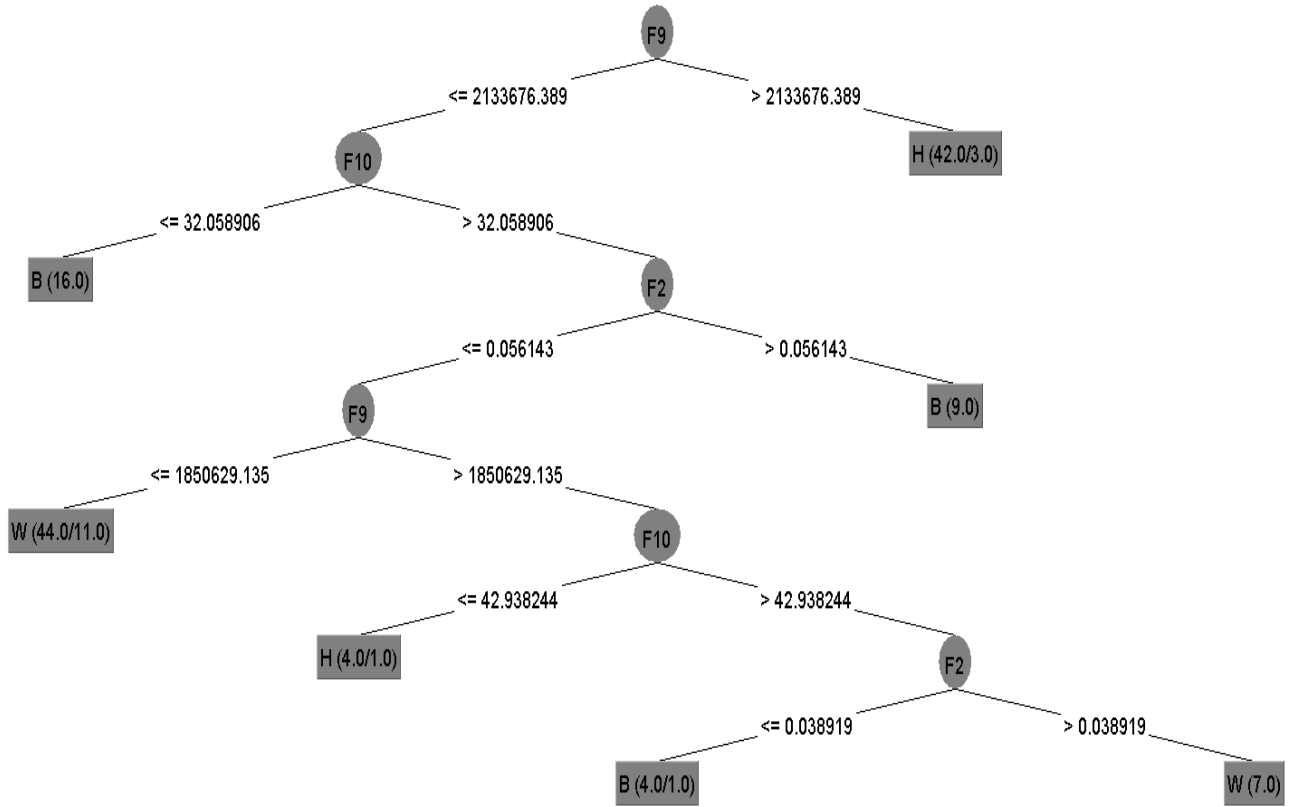 F9
<= 2133676.389 > 2133676.389
F10 H (42.0/3.0)
<= 32.058906 > 32.058906
B (16.0) F2
<= 0.056143 > 0.056143
F9 B (9.0)
<= 1850629.135 > 1850629.135
W (44.0/11.0) F10
<= 42.938244 > 42.938244
H (4.0/1.0) F2
<= 0.038919 > 0.038919
B (4.0/1.0) W (7.0)